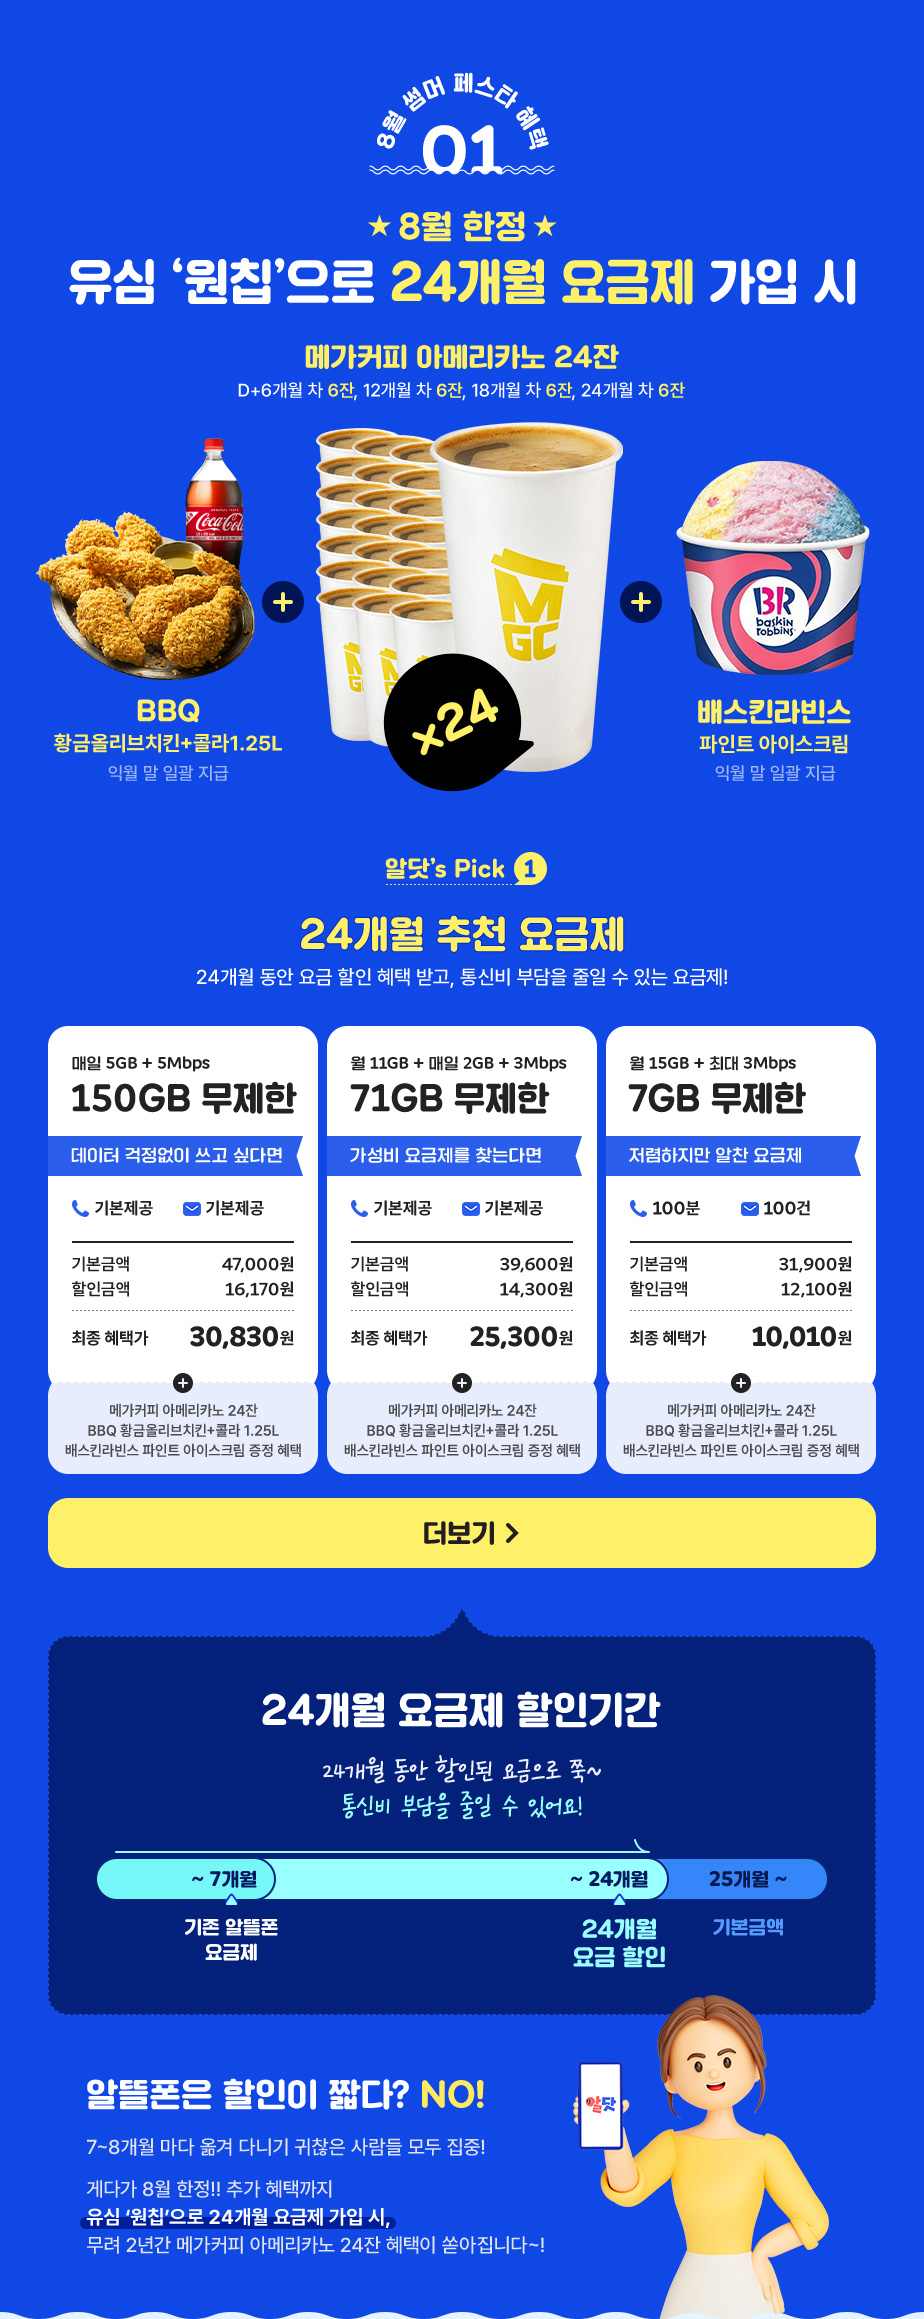 8월 썸머 페스타 혜택
01
★ 8월 한정 ★
유심 ‘원칩’으로 24개월 요금제 가입 시
메가커피 아메리카노 24잔
D+6개월 차 6잔, 12개월 차 6잔, 18개월 차 6잔, 24개월 차 6잔
Coca-Cola
MGC
x24
BR
baskin
robbins
BBQ
황금올리브치킨+콜라1.25L
익월 말 일괄 지급
배스킨라빈스
파인트 아이스크림
익월 말 일괄 지급
알닷’s Pick 1
24개월 추천 요금제
24개월 동안 요금 할인 혜택 받고, 통신비 부담을 줄일 수 있는 요금제!
매일 5GB + 5Mbps
150GB 무제한
데이터 걱정없이 쓰고 싶다면
기본제공 기본제공
기본금액 47,000원
할인금액 16,170원
최종 혜택가 30,830원
메가커피 아메리카노 24잔
BBQ 황금올리브치킨+콜라 1.25L
배스킨라빈스 파인트 아이스크림 증정 혜택
월 11GB + 매일 2GB + 3Mbps
71GB 무제한
가성비 요금제를 찾는다면
기본제공 기본제공
기본금액 39,600원
할인금액 14,300원
최종 혜택가 25,300원
메가커피 아메리카노 24잔
BBQ 황금올리브치킨+콜라 1.25L
배스킨라빈스 파인트 아이스크림 증정 혜택
월 15GB + 최대 3Mbps
7GB 무제한
저렴하지만 알찬 요금제
100분 100건
기본금액 31,900원
할인금액 12,100원
최종 혜택가 10,010원
메가커피 아메리카노 24잔
BBQ 황금올리브치킨+콜라 1.25L
배스킨라빈스 파인트 아이스크림 증정 혜택
더보기 >
24개월 요금제 할인기간
24개월 동안 할인된 요금으로 쭉~
통신비 부담을 줄일 수 있어요!
~ 7개월 ~ 24개월 25개월 ~
기존 알뜰폰
요금제
24개월
요금 할인
기본금액
알닷
알뜰폰은 할인이 짧다? NO!
7~8개월 마다 옮겨 다니기 귀찮은 사람들 모두 집중!
게다가 8월 한정!! 추가 혜택까지
유심 ‘원칩’으로 24개월 요금제 가입 시,
무려 2년간 메가커피 아메리카노 24잔 혜택이 쏟아집니다~!